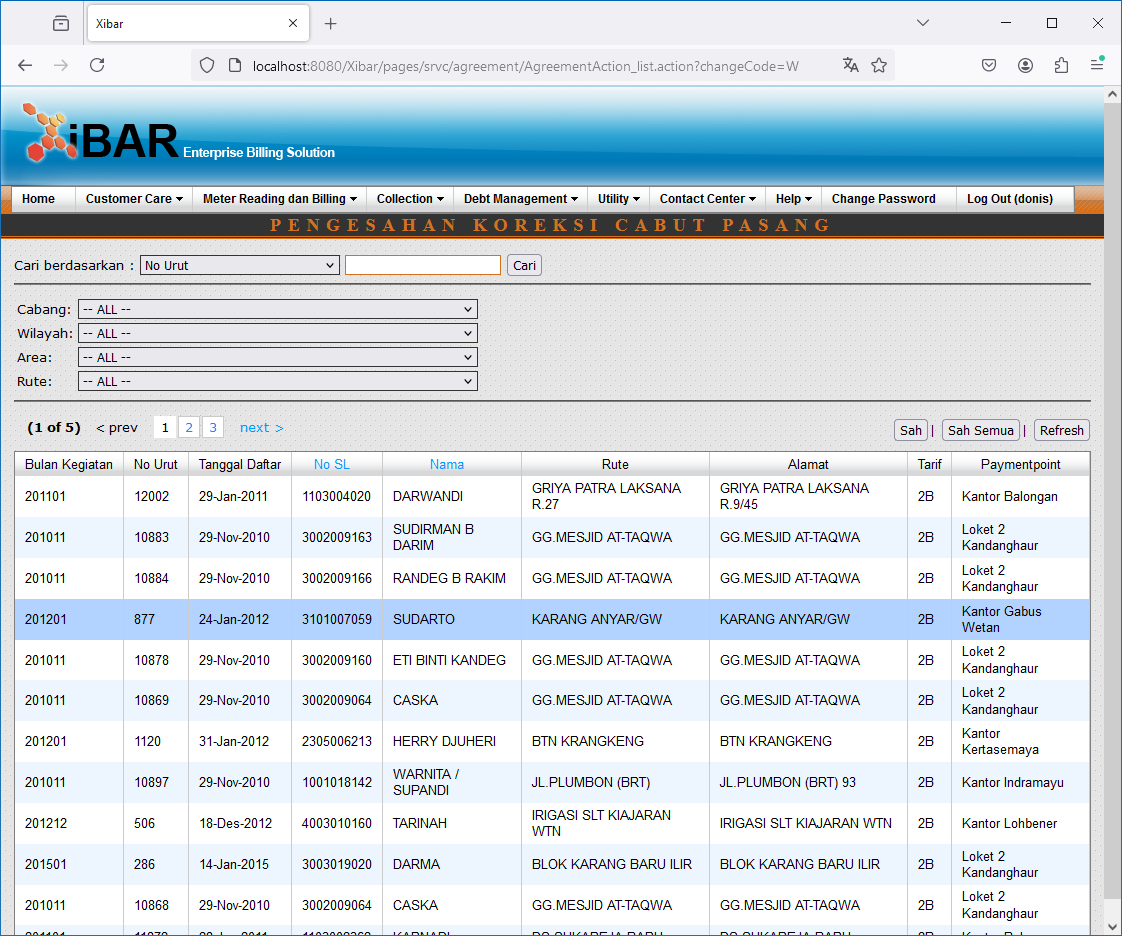 Xibar
localhost:8080/Xibar/pages/srvc/agreement/AgreementAction_list.action?changeCode=W
iBAR Enterprise Billing Solution
Home Customer Care Meter Reading dan Billing Collection Debt Management Utility Contact Center Help Change Password Log Out (donis)
PENGESAHAN KOREKSI CABUT PASANG
Cari berdasarkan : No Urut Cari
Cabang: -- ALL --
Wilayah: -- ALL --
Area: -- ALL --
Rute: -- ALL --
(1 of 5) < prev 1 2 3 next > Sah | Sah Semua | Refresh
Bulan Kegiatan No Urut Tanggal Daftar No SL Nama Rute Alamat Tarif Paymentpoint
201101 12002 29-Jan-2011 1103004020 DARWANDI GRIYA PATRA LAKSANA R.27 GRIYA PATRA LAKSANA R.9/45 2B Kantor Balongan
201011 10883 29-Nov-2010 3002009163 SUDIRMAN B DARIM GG.MESJID AT-TAQWA GG.MESJID AT-TAQWA 2B Loket 2 Kandanghaur
201011 10884 29-Nov-2010 3002009166 RANDEG B RAKIM GG.MESJID AT-TAQWA GG.MESJID AT-TAQWA 2B Loket 2 Kandanghaur
201201 877 24-Jan-2012 3101007059 SUDARTO KARANG ANYAR/GW KARANG ANYAR/GW 2B Kantor Gabus Wetan
201011 10878 29-Nov-2010 3002009160 ETI BINTI KANDEG GG.MESJID AT-TAQWA GG.MESJID AT-TAQWA 2B Loket 2 Kandanghaur
201011 10869 29-Nov-2010 3002009064 CASKA GG.MESJID AT-TAQWA GG.MESJID AT-TAQWA 2B Loket 2 Kandanghaur
201201 1120 31-Jan-2012 2305006213 HERRY DJUHERI BTN KRANGKENG BTN KRANGKENG 2B Kantor Kertasemaya
201011 10897 29-Nov-2010 1001018142 WARNITA / SUPANDI JL.PLUMBON (BRT) JL.PLUMBON (BRT) 93 2B Kantor Indramayu
201212 506 18-Des-2012 4003010160 TARINAH IRIGASI SLT KIAJARAN WTN IRIGASI SLT KIAJARAN WTN 2B Kantor Lohbener
201501 286 14-Jan-2015 3003019020 DARMA BLOK KARANG BARU ILIR BLOK KARANG BARU ILIR 2B Loket 2 Kandanghaur
201011 10868 29-Nov-2010 3002009064 CASKA GG.MESJID AT-TAQWA GG.MESJID AT-TAQWA 2B Loket 2 Kandanghaur